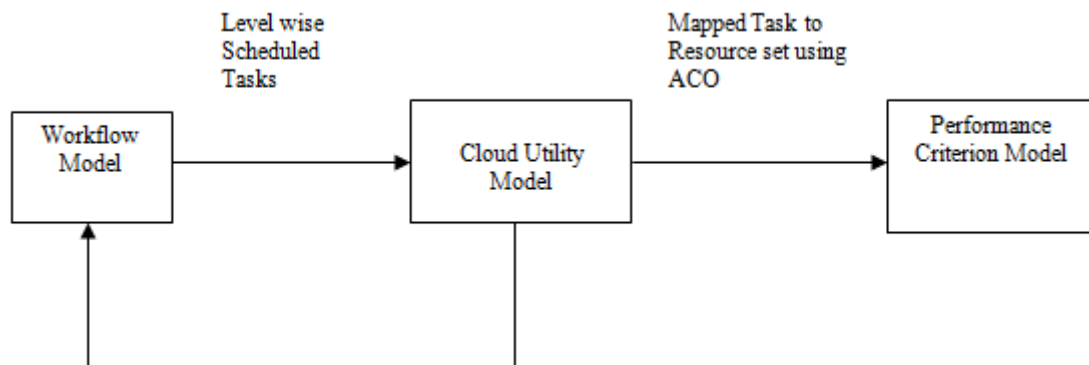 Level wise
Scheduled
Tasks
Mapped Task to
Resource set using
ACO
Workflow
Model
Cloud Utility
Model
Performance
Criterion Model